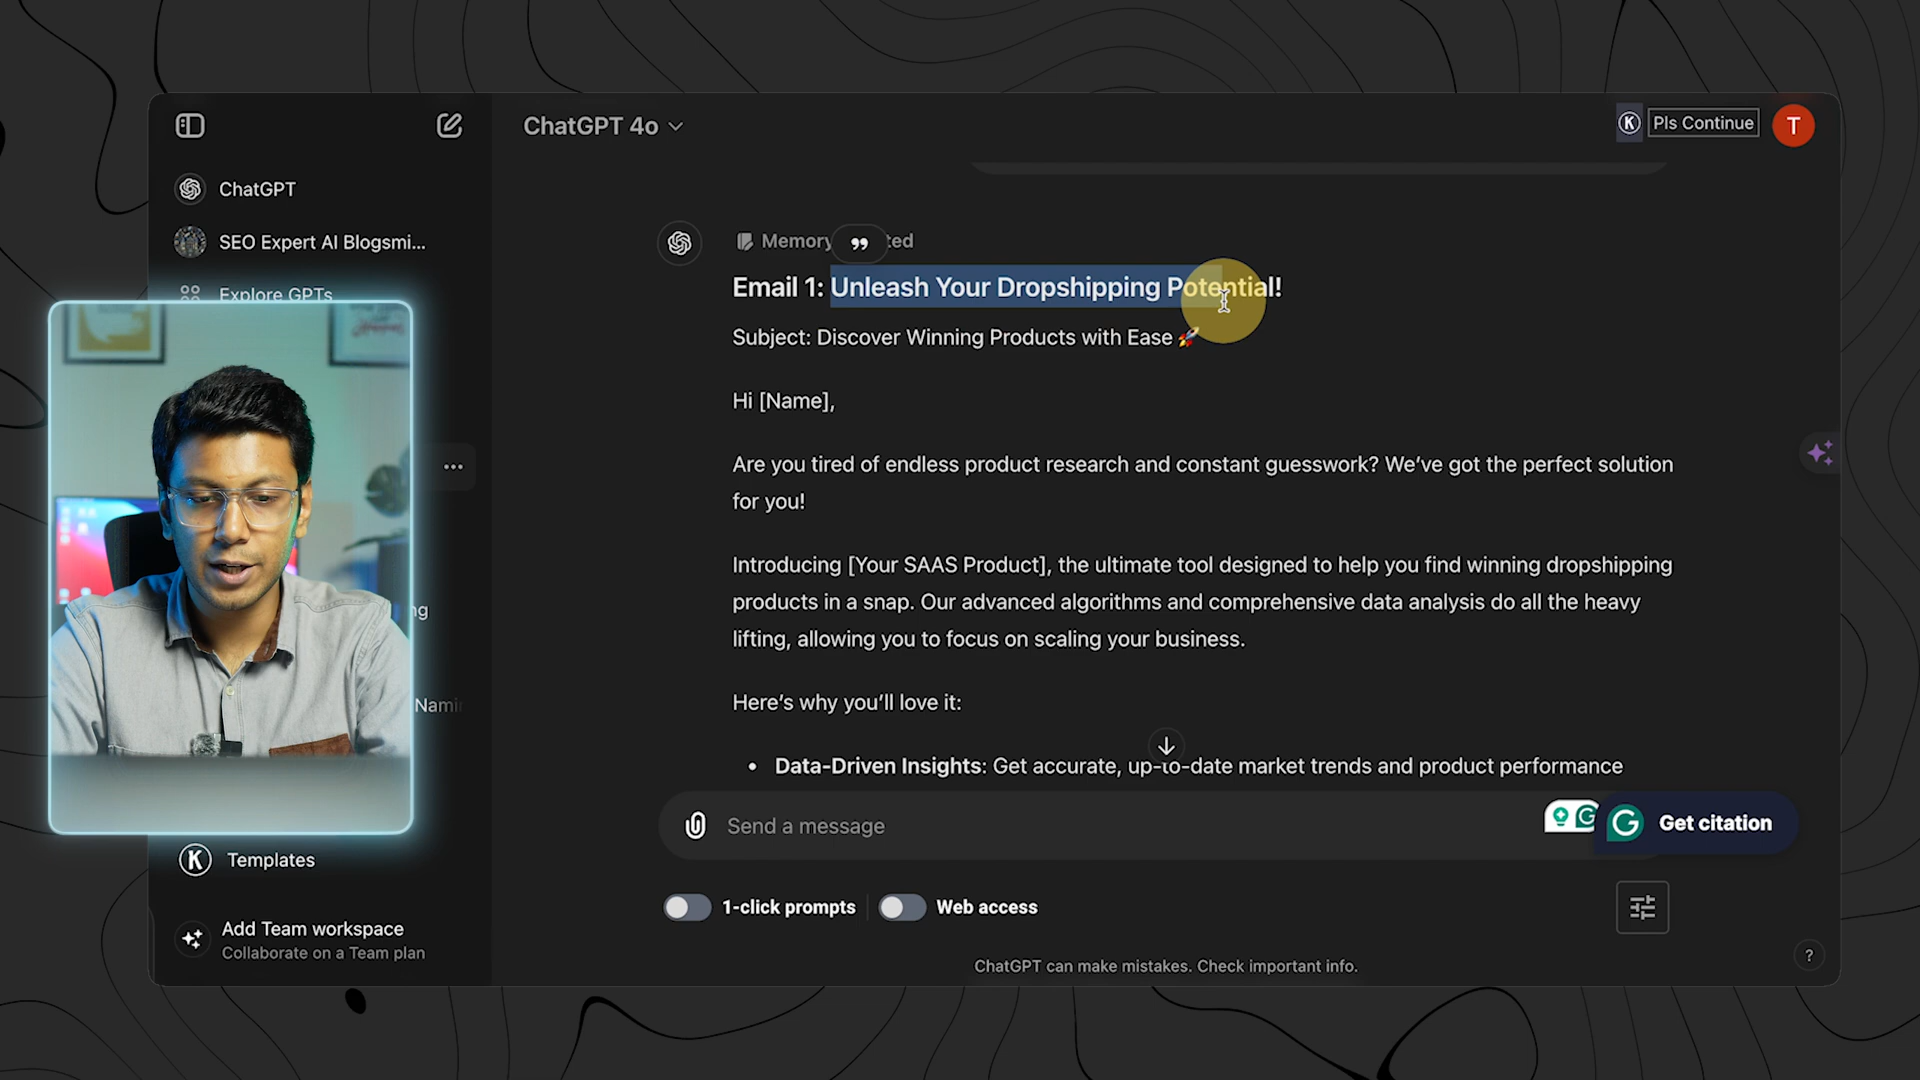 ChatGPT 4o
Pls Continue
T
ChatGPT
SEO Expert AI Blogsmi...
Explore GPTs
Email 1: Unleash Your Dropshipping Potential!
Subject: Discover Winning Products with Ease 🚀
Hi [Name],
Are you tired of endless product research and constant guesswork? We've got the perfect solution
for you!
Introducing [Your SAAS Product], the ultimate tool designed to help you find winning dropshipping
products in a snap. Our advanced algorithms and comprehensive data analysis do all the heavy
lifting, allowing you to focus on scaling your business.
Here's why you'll love it:
• Data-Driven Insights: Get accurate, up-to-date market trends and product performance
Send a message
Get citation
Templates
1-click prompts
Web access
Add Team workspace
Collaborate on a Team plan
ChatGPT can make mistakes. Check important info.
?